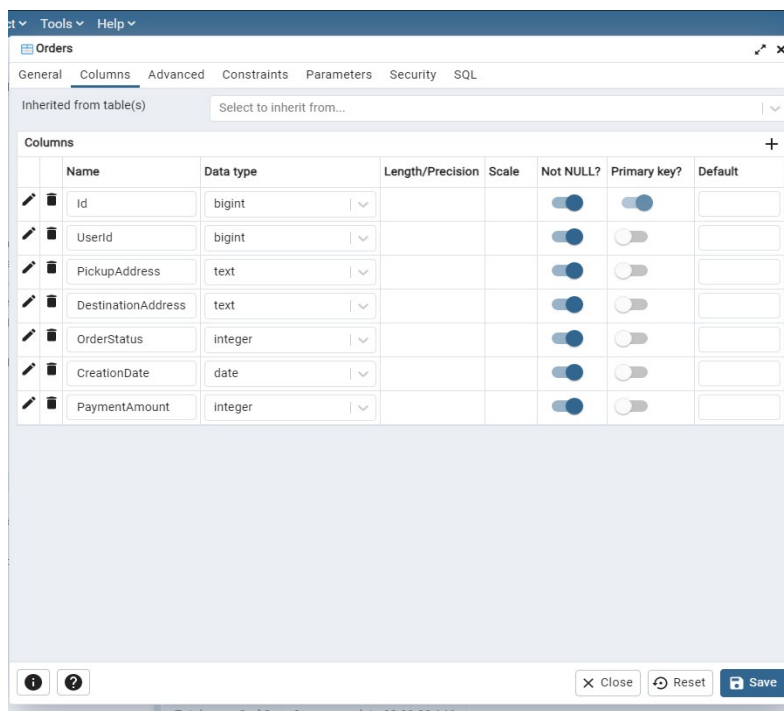 Tools Help
Orders
General Columns Advanced Constraints Parameters Security SQL
Inherited from table(s) Select to inherit from...
Columns
Name Data type Length/Precision Scale Not NULL? Primary key? Default
Id bigint
UserId bigint
PickupAddress text
DestinationAddress text
OrderStatus integer
CreationDate date
PaymentAmount integer
Close Reset Save